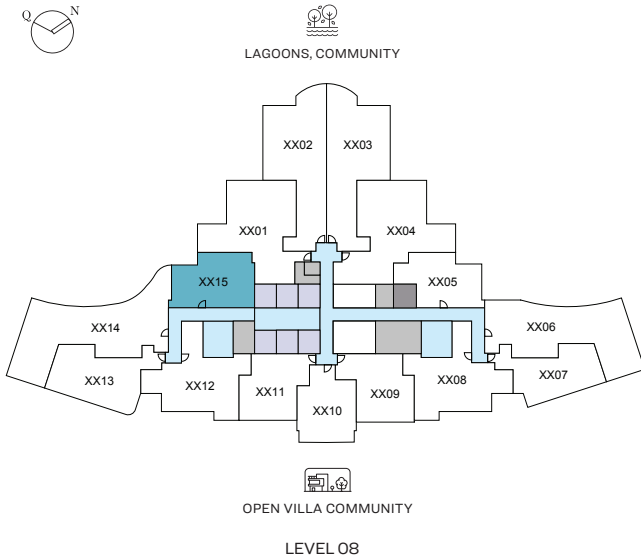 Q N
LAGOONS, COMMUNITY
XX02 XX03
XX01 XX04
XX15 XX05
XX14 XX06
XX13 XX12 XX11 XX10 XX09 XX08 XX07
OPEN VILLA COMMUNITY
LEVEL 08